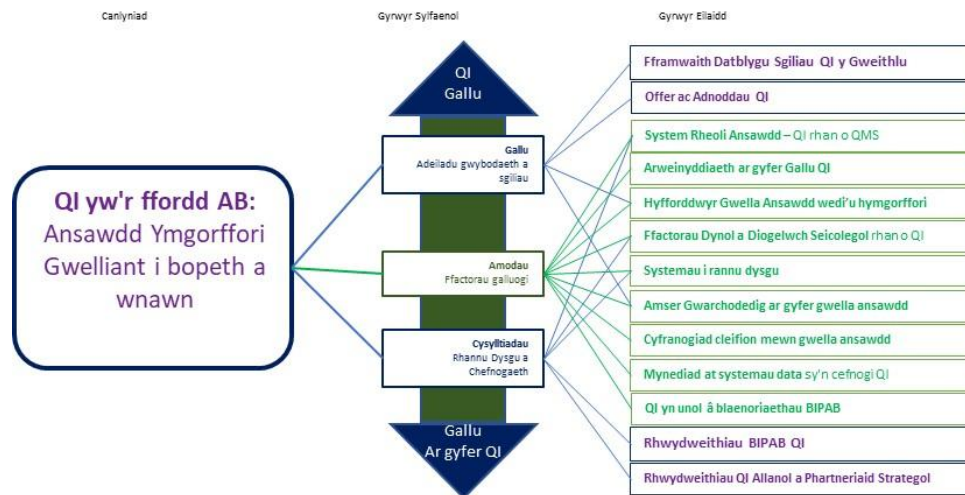 Canlyniad
Gyrwyr Sylfaenol
Gyrwyr Eilaidd
QI yw'r ffordd AB:
Ansawdd Ymgorffori
Gwelliant i bopeth a
wnawn
QI
Gallu
Gallu
Adeiladu gwybodaeth a
sgiliau
Amodau
Ffactorau galluogi
Cysylltiadau
Rhannu Dysgu a
Chefnogaeth
Gallu
Ar gyfer QI
Fframwaith Datblygu Sgiliau QI y Gweithlu
Offer ac Adnoddau QI
System Rheoli Ansawdd – QI rhan o QMS
Arweinyddiaeth ar gyfer Gallu QI
Hyfforddwyr Gwella Ansawdd wedi'u hymgorffori
Ffactorau Dynol a Diogelwch Seicolegol rhan o QI
Systemau i rannu dysgu
Amser Gwarchodedig ar gyfer gwella ansawdd
Cyfranogiad cleifion mewn gwella ansawdd
Mynediad at systemau data sy'n cefnogi QI
QI yn unol â blaenoriaethau BIPAB
Rhwydweithiau BIPAB QI
Rhwydweithiau QI Allanol a Phartneriaid Strategol